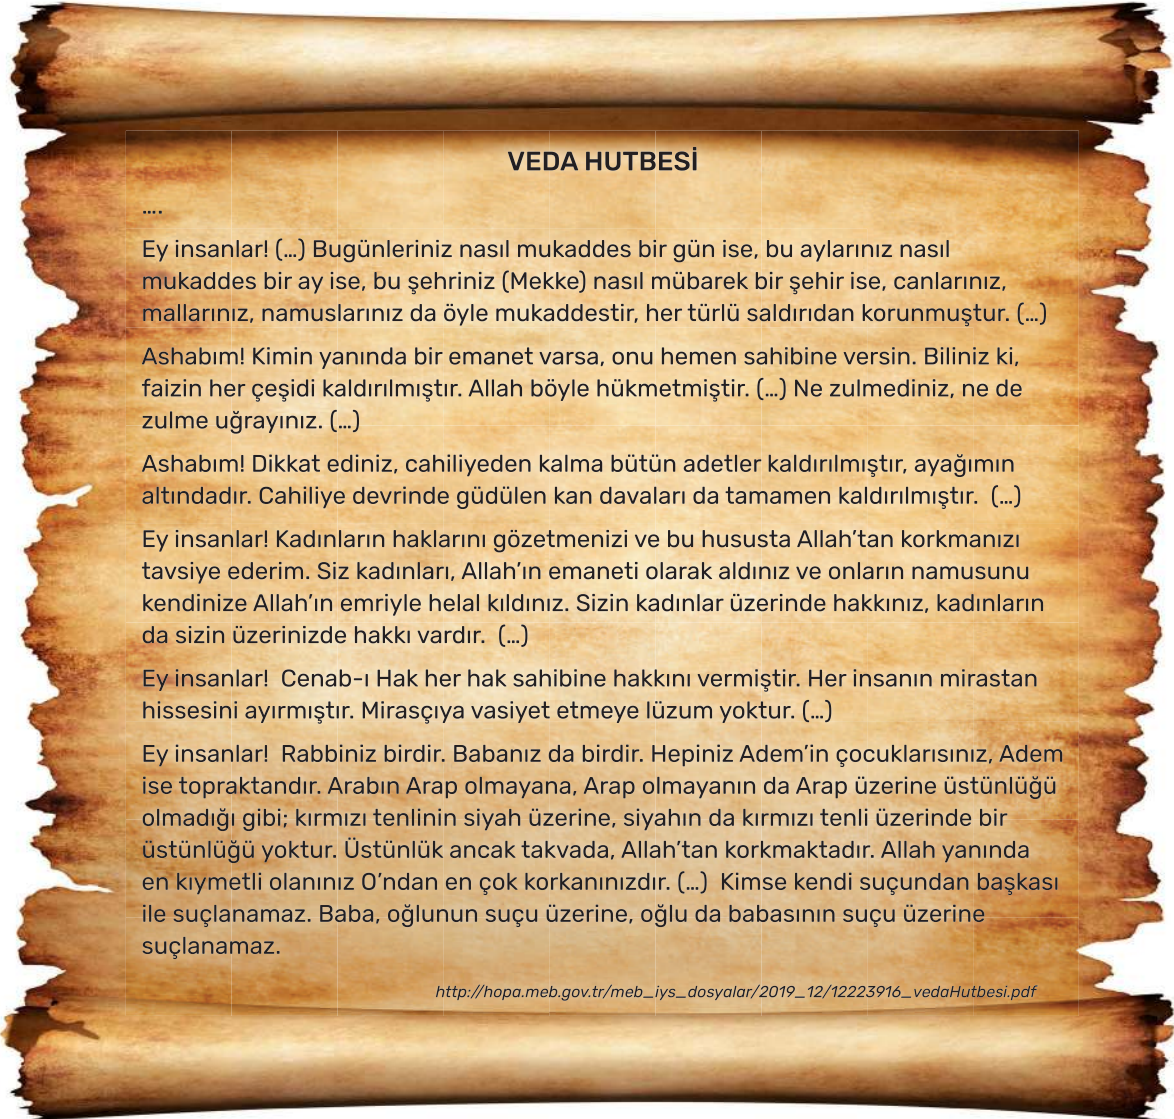 VEDA HUTBESİ
....
Ey insanlar! (…) Bugünleriniz nasıl mukaddes bir gün ise, bu aylarınız nasıl
mukaddes bir ay ise, bu şehriniz (Mekke) nasıl mübarek bir şehir ise, canlarınız,
mallarınız, namuslarınız da öyle mukaddestir, her türlü saldırıdan korunmuştur. (…)
Ashabım! Kimin yanında bir emanet varsa, onu hemen sahibine versin. Biliniz ki,
faizin her çeşidi kaldırılmıştır. Allah böyle hükmetmiştir. (…) Ne zulmediniz, ne de
zulme uğrayınız. (…)
Ashabım! Dikkat ediniz, cahiliyeden kalma bütün adetler kaldırılmıştır, ayağımın
altındadır. Cahiliye devrinde güdülen kan davaları da tamamen kaldırılmıştır. (…)
Ey insanlar! Kadınların haklarını gözetmenizi ve bu hususta Allah’tan korkmanızı
tavsiye ederim. Siz kadınları, Allah’ın emaneti olarak aldınız ve onların namusunu
kendinize Allah’ın emriyle helal kıldınız. Sizin kadınlar üzerinde hakkınız, kadınların
da sizin üzerinizde hakkı vardır. (…)
Ey insanlar! Cenab-ı Hak her hak sahibine hakkını vermiştir. Her insanın mirastan
hissesini ayırmıştır. Mirasçıya vasiyet etmeye lüzum yoktur. (…)
Ey insanlar! Rabbiniz birdir. Babanız da birdir. Hepiniz Adem’in çocuklarısınız, Adem
ise topraktandır. Arabın Arap olmayana, Arap olmayanın da Arap üzerine üstünlüğü
olmadığı gibi; kırmızı tenlinin siyah üzerine, siyahın da kırmızı tenli üzerinde bir
üstünlüğü yoktur. Üstünlük ancak takvada, Allah’tan korkmaktadır. Allah yanında
en kıymetli olanınız O’ndan en çok korkanınızdır. (…) Kimse kendi suçundan başkası
ile suçlanamaz. Baba, oğlunun suçu üzerine, oğlu da babasının suçu üzerine
suçlanamaz.
http://hopa.meb.gov.tr/meb_iys_dosyalar/2019_12/12223916_vedaHutbesi.pdf